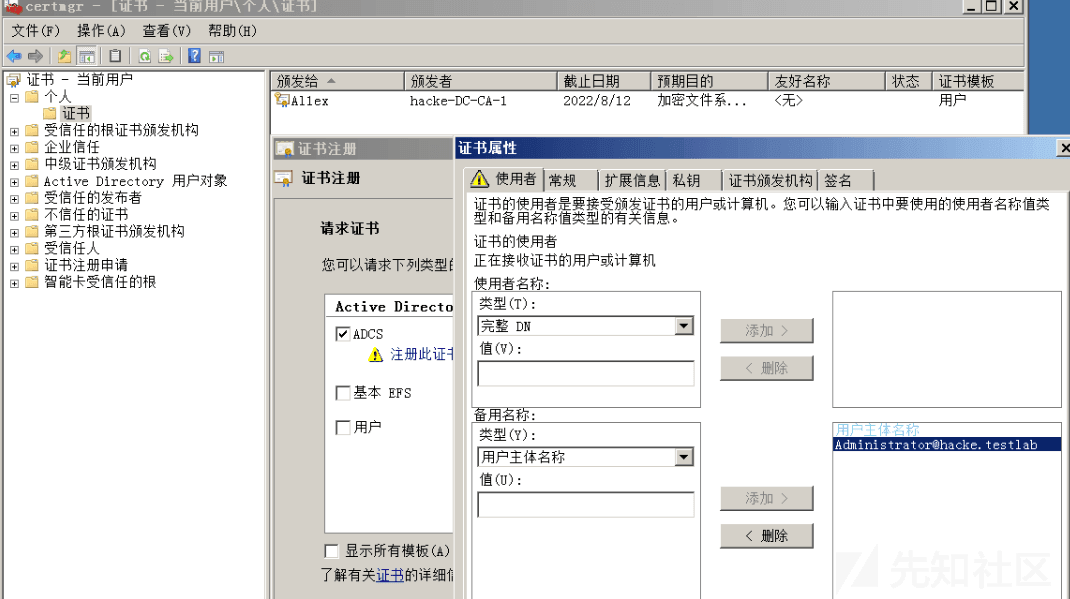 certmgr - [证书 - 当前用户\个人\证书]
文件(F) 操作(A) 查看(V) 帮助(H)
证书 - 当前用户
个人
证书
受信任的根证书颁发机构
企业信任
中级证书颁发机构
Active Directory 用户对象
受信任的发布者
不信任的证书
第三方根证书颁发机构
受信任人
证书注册申请
智能卡受信任的根
颁发给 颁发者 截止日期 预期目的 友好名称 状态 证书模板
Allex hacke-DC-CA-1 2022/8/12 加密文件系... <无> 用户
证书注册
证书注册
请求证书
您可以请求下列类型的
Active Directo
ADCS
注册此证书
基本 EFS
用户
显示所有模板(A)
了解有关证书的详细信
证书属性
使用者 常规 扩展信息 私钥 证书颁发机构 签名
证书的使用者是要接受颁发证书的用户或计算机。您可以输入证书中要使用的使用者名称值类
型和备用名称值类型的有关信息。
证书的使用者
正在接收证书的用户或计算机
使用者名称:
类型(T):
完整 DN
值(V):
添加 >
< 删除
备用名称:
类型(Y):
用户主体名称
值(U):
添加 >
< 删除
用户主体名称
Administrator@hacke.testlab
先知社区